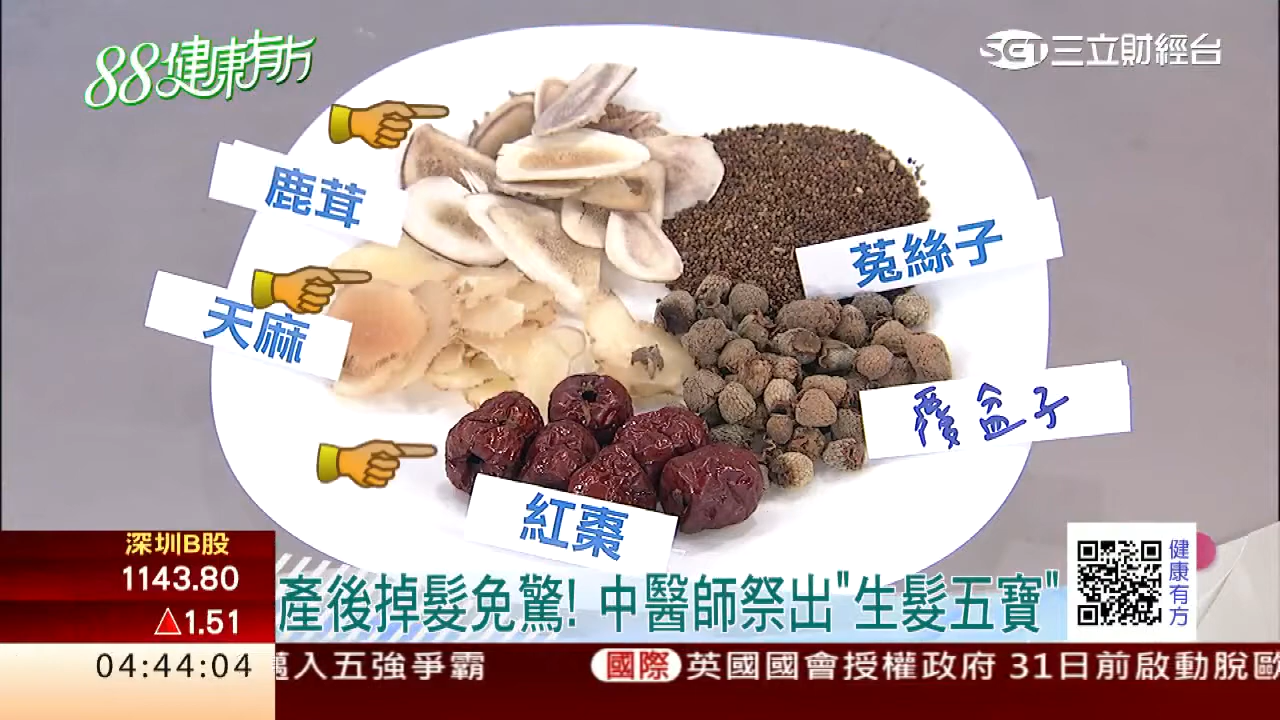 88健康有方
SET三立財經台
鹿茸
菟絲子
天麻
覆盆子
紅棗
深圳B股
1143.80
△1.51
產後掉髮免驚! 中醫師祭出"生髮五寶"
健康有方
04:44:04
邁入五強爭霸
國際 英國國會授權政府 31日前啟動脫歐